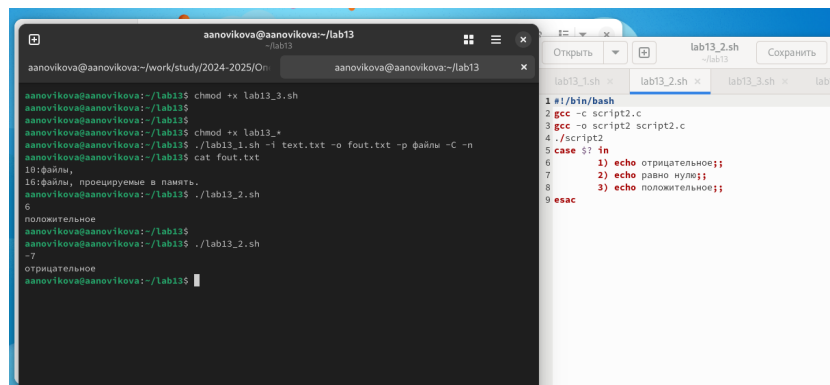 aanovikova@aanovikova:~/lab13
~/lab13
aanovikova@aanovikova:~/work/study/2024-2025/
aanovikova@aanovikova:~/lab13
aanovikova@aanovikova:~/lab13$ chmod +x lab13_3.sh
aanovikova@aanovikova:~/lab13$
aanovikova@aanovikova:~/lab13$
aanovikova@aanovikova:~/lab13$ chmod +x lab13_*
aanovikova@aanovikova:~/lab13$ ./lab13_1.sh -i text.txt -o fout.txt -p файлы -C -n
aanovikova@aanovikova:~/lab13$ cat fout.txt
10:файлы,
16:файлы, проецируемые в память.
aanovikova@aanovikova:~/lab13$ ./lab13_2.sh
6
положительное
aanovikova@aanovikova:~/lab13$
aanovikova@aanovikova:~/lab13$ ./lab13_2.sh
-7
отрицательное
aanovikova@aanovikova:~/lab13$
Открыть
lab13_2.sh
~/lab13
Сохранить
lab13_1.sh
lab13_2.sh
lab13_3.sh
lab
1 #!/bin/bash
2 gcc -c script2.c
3 gcc -o script2 script2.c
4 ./script2
5 case $? in
6 1) echo отрицательное;;
7 2) echo равно нулю;;
8 3) echo положительное;;
9 esac